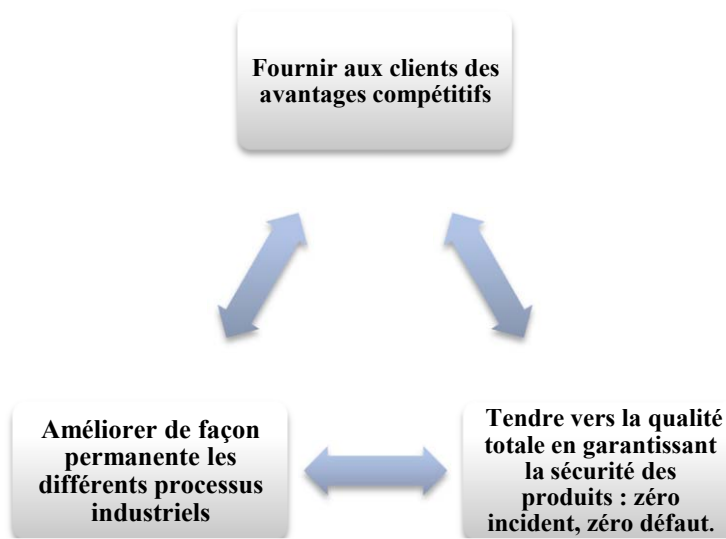 Fournir aux clients des
avantages compétitifs
Améliorer de façon
permanente les
différents processus
industriels
Tendre vers la qualité
totale en garantissant
la sécurité des
produits : zéro
incident, zéro défaut.